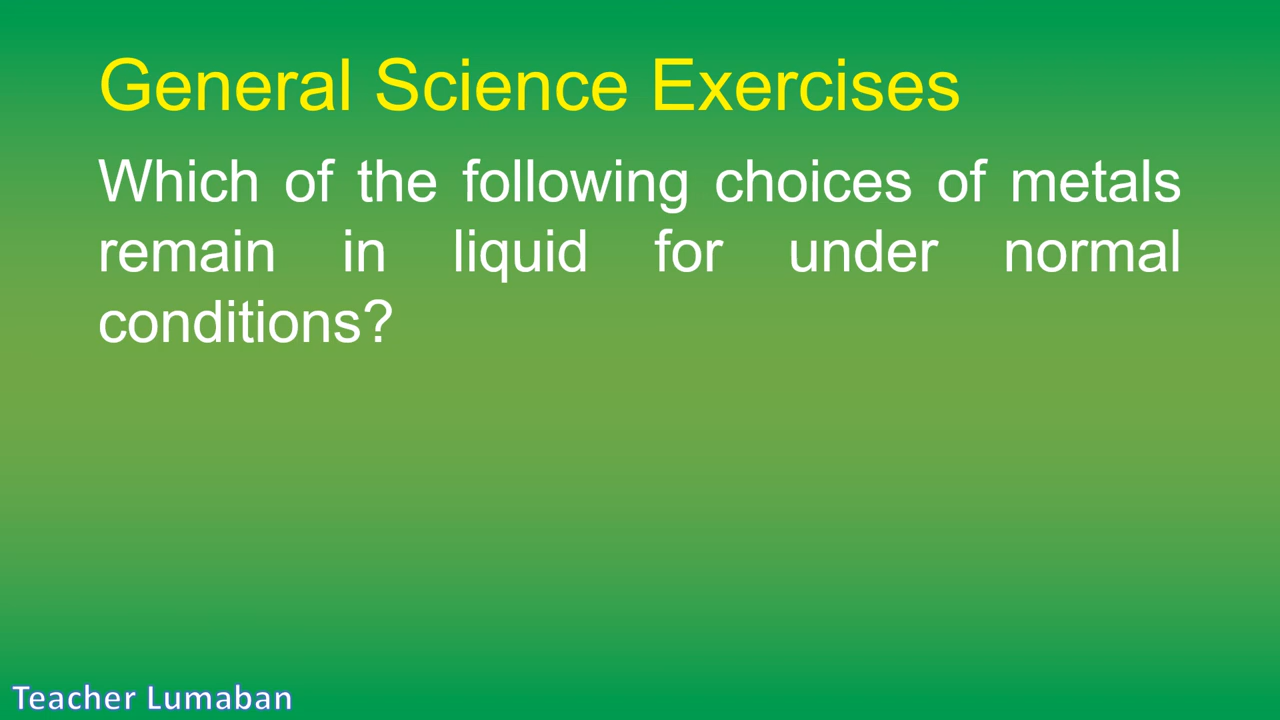 General Science Exercises
Which of the following choices of metals
remain in liquid for under normal
conditions?
Teacher Lumaban